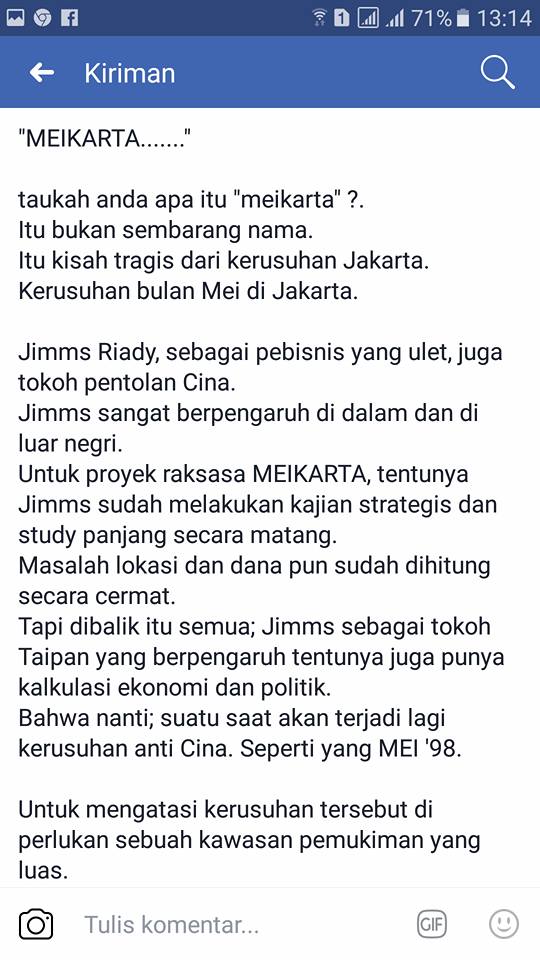 71% 13:14
Kiriman
"MEIKARTA......."
taukah anda apa itu "meikarta" ?.
Itu bukan sembarang nama.
Itu kisah tragis dari kerusuhan Jakarta.
Kerusuhan bulan Mei di Jakarta.
Jimms Riady, sebagai pebisnis yang ulet, juga
tokoh pentolan Cina.
Jimms sangat berpengaruh di dalam dan di
luar negri.
Untuk proyek raksasa MEIKARTA, tentunya
Jimms sudah melakukan kajian strategis dan
study panjang secara matang.
Masalah lokasi dan dana pun sudah dihitung
secara cermat.
Tapi dibalik itu semua; Jimms sebagai tokoh
Taipan yang berpengaruh tentunya juga punya
kalkulasi ekonomi dan politik.
Bahwa nanti; suatu saat akan terjadi lagi
kerusuhan anti Cina. Seperti yang MEI '98.
Untuk mengatasi kerusuhan tersebut di
perlukan sebuah kawasan pemukiman yang
luas.
Tulis komentar...
GIF